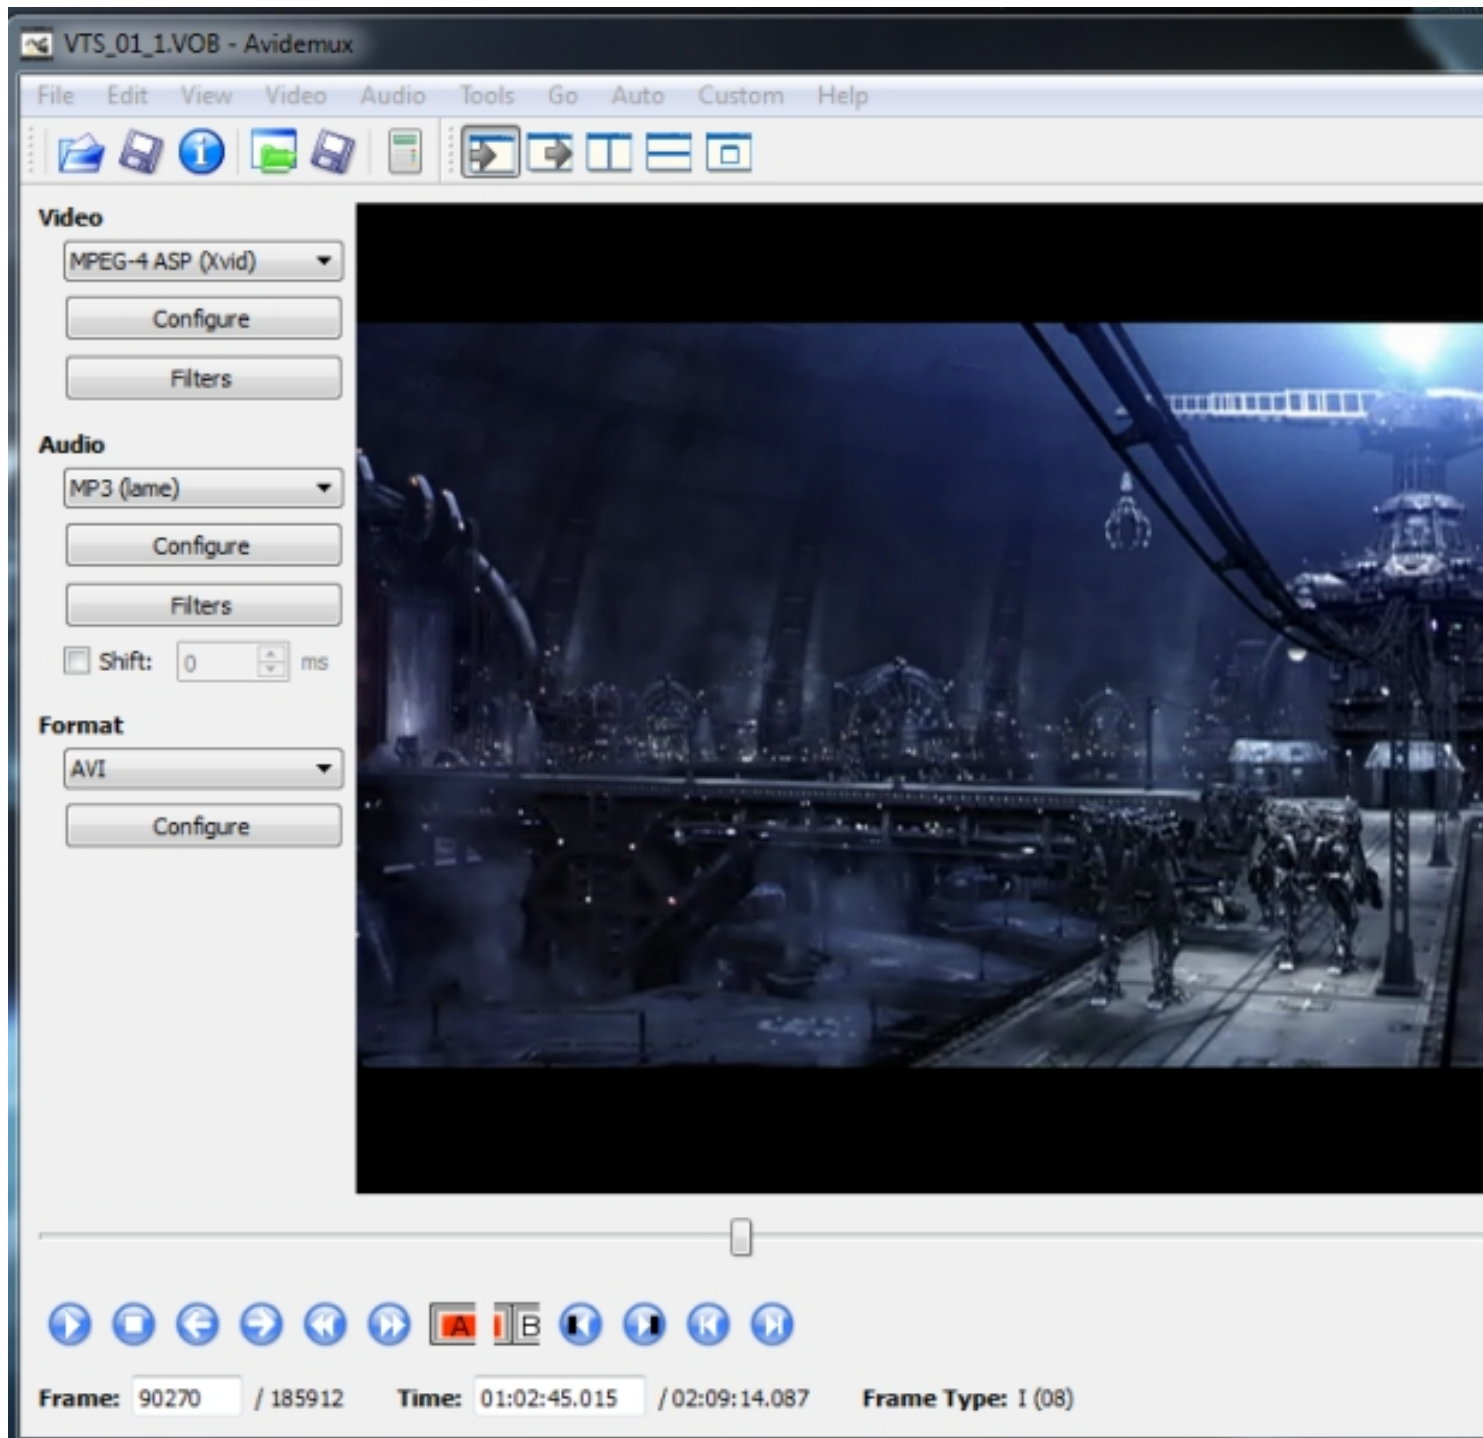 VTS_01_1.VOB - Avidemux
File Edit View Video Audio Tools Go Auto Custom Help
Video
MPEG-4 ASP (Xvid)
Configure
Filters
Audio
MP3 (lame)
Configure
Filters
Shift: 0 ms
Format
AVI
Configure
A B
Frame: 90270 / 185912 Time: 01:02:45.015 / 02:09:14.087 Frame Type: I (08)